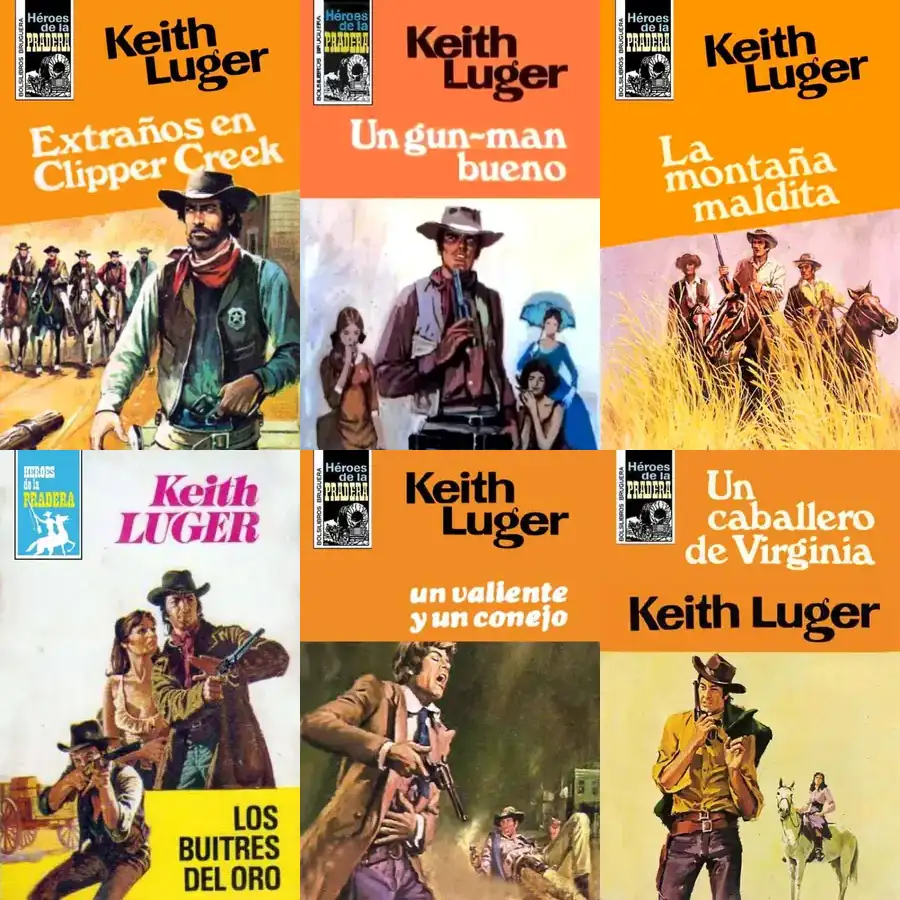 BOLSILIBROS BRUGUERA
Héroes
de la
PRADERA
Keith
Luger
Extraños en
Clipper Creek
BOLSILIBROS BRUGUERA
Héroes
de la
PRADERA
Keith
Luger
Un gun-man
bueno
BOLSILIBROS BRUGUERA
Héroes
de la
PRADERA
Keith
Luger
La
montaña
maldita
HEROES
de la
PRADERA
Keith
LUGER
LOS
BUITRES
DEL ORO
BOLSILIBROS BRUGUERA
Héroes
de la
PRADERA
Keith
Luger
un valiente
y un conejo
BOLSILIBROS BRUGUERA
Héroes
de la
PRADERA
Un
caballero
de Virginia
Keith Luger